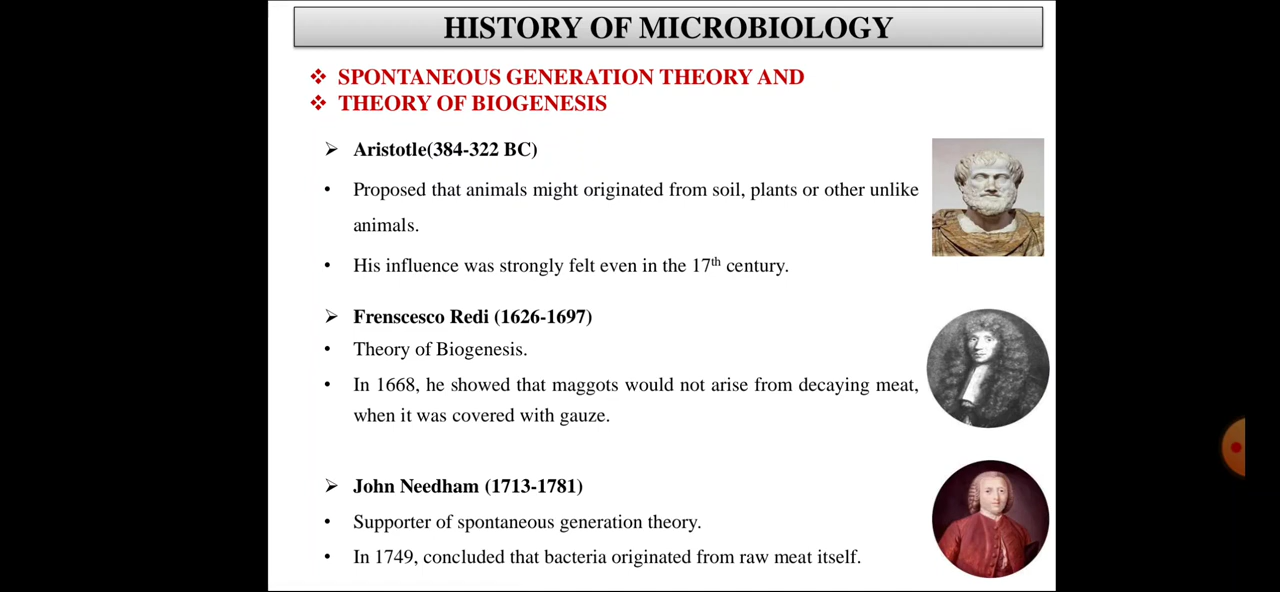 HISTORY OF MICROBIOLOGY
❖ SPONTANEOUS GENERATION THEORY AND
❖ THEORY OF BIOGENESIS
➢ Aristotle(384-322 BC)
• Proposed that animals might originated from soil, plants or other unlike
animals.
• His influence was strongly felt even in the 17th century.
➢ Frenscesco Redi (1626-1697)
• Theory of Biogenesis.
• In 1668, he showed that maggots would not arise from decaying meat,
when it was covered with gauze.
➢ John Needham (1713-1781)
• Supporter of spontaneous generation theory.
• In 1749, concluded that bacteria originated from raw meat itself.